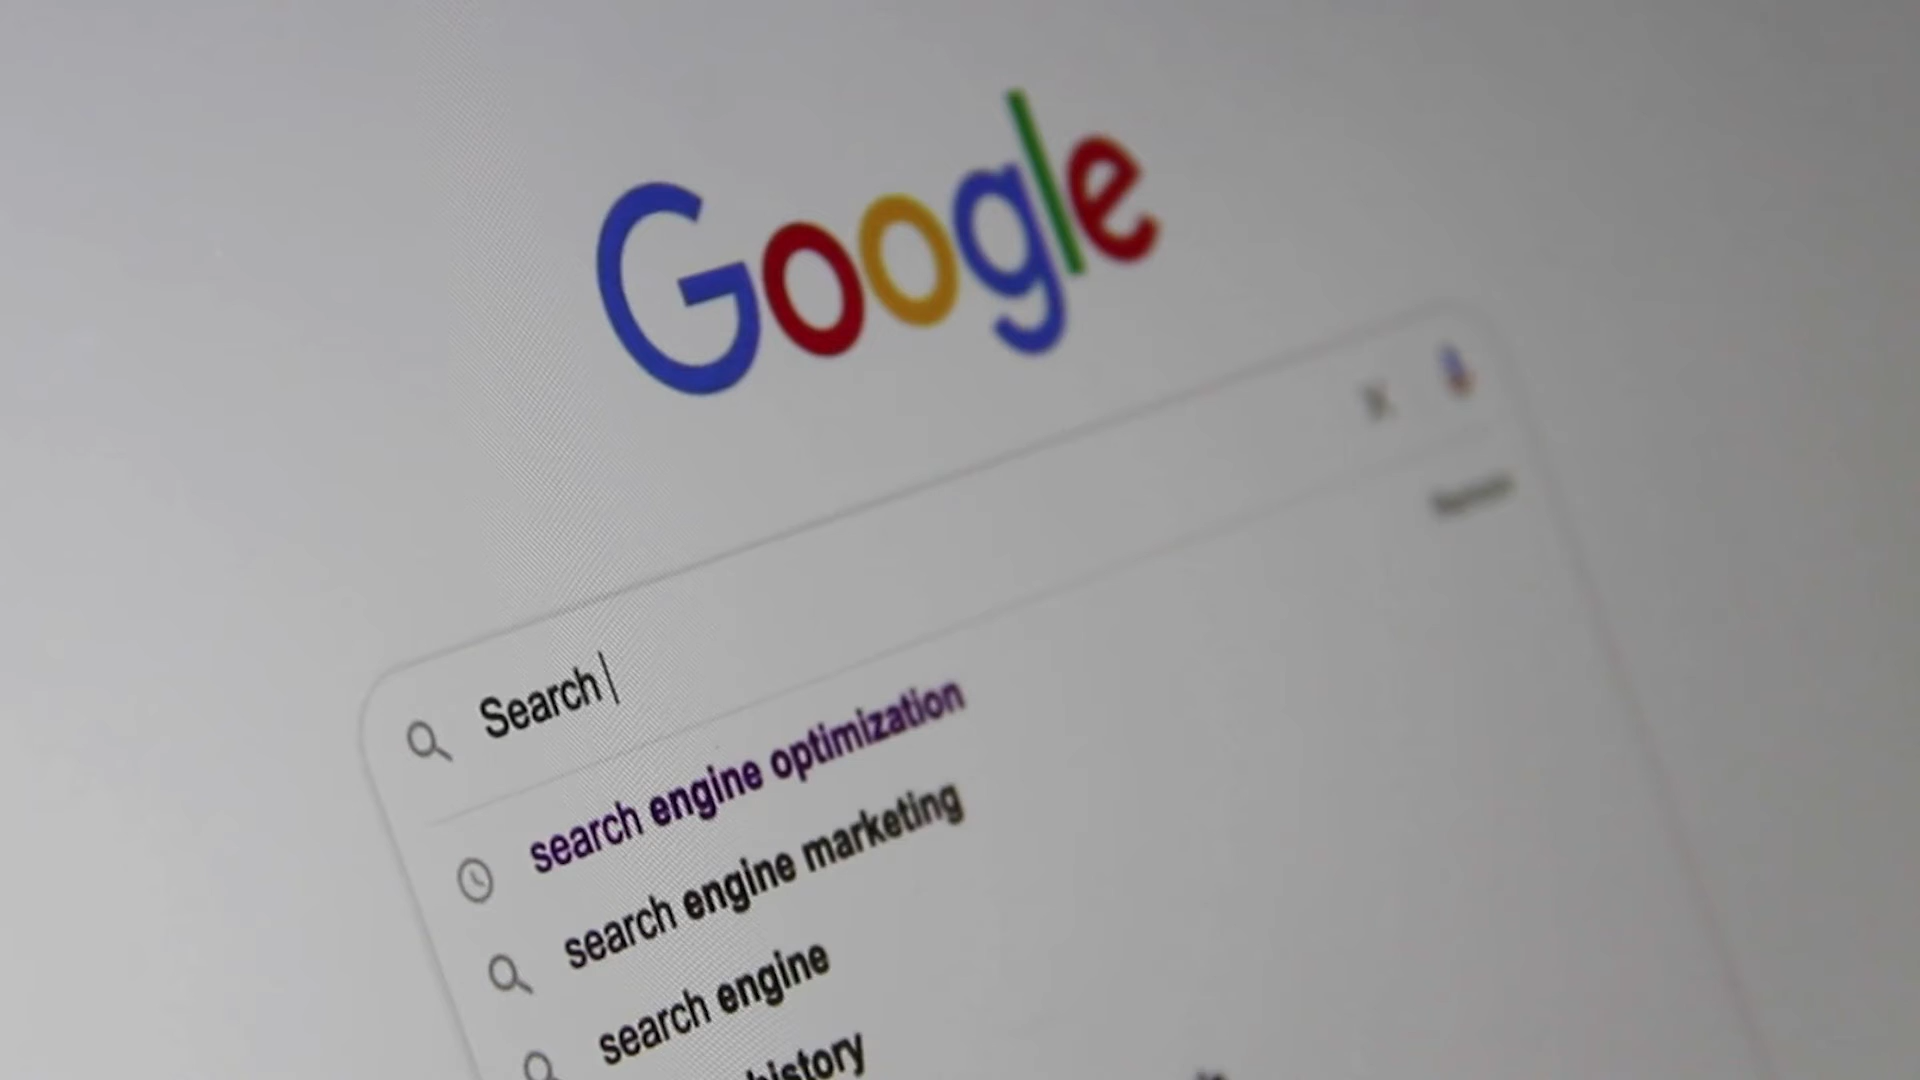 Google
Search
search engine optimization
search engine marketing
search engine
history